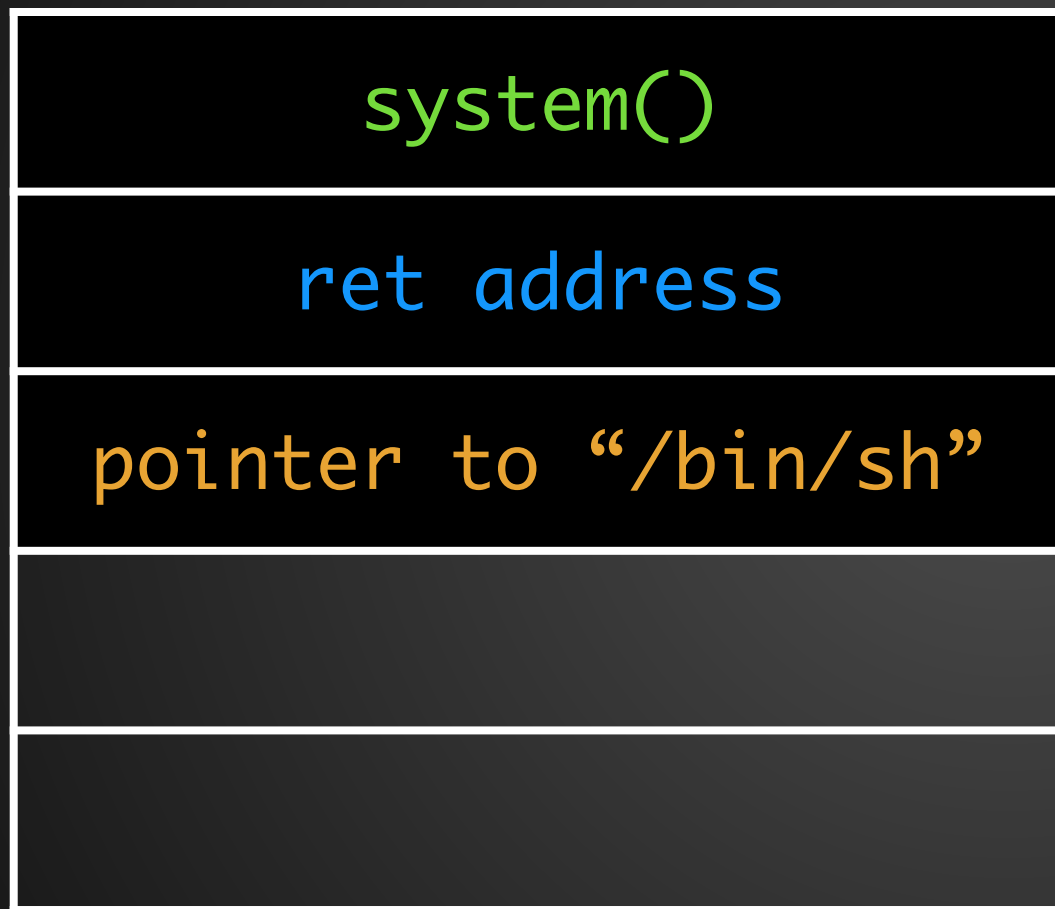 system()
ret address
pointer to “/bin/sh”